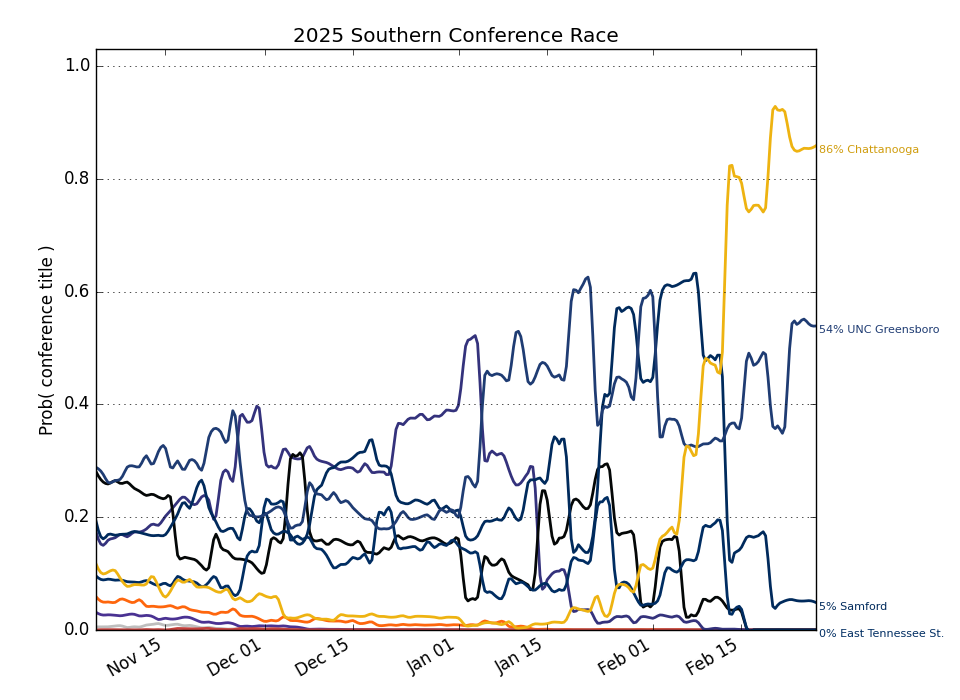 2025 Southern Conference Race
Prob( conference title )
1.0
0.8
0.6
0.4
0.2
0.0
86% Chattanooga
54% UNC Greensboro
5% Samford
0% East Tennessee St.
Nov 15
Dec 01
Dec 15
Jan 01
Jan 15
Feb 01
Feb 15